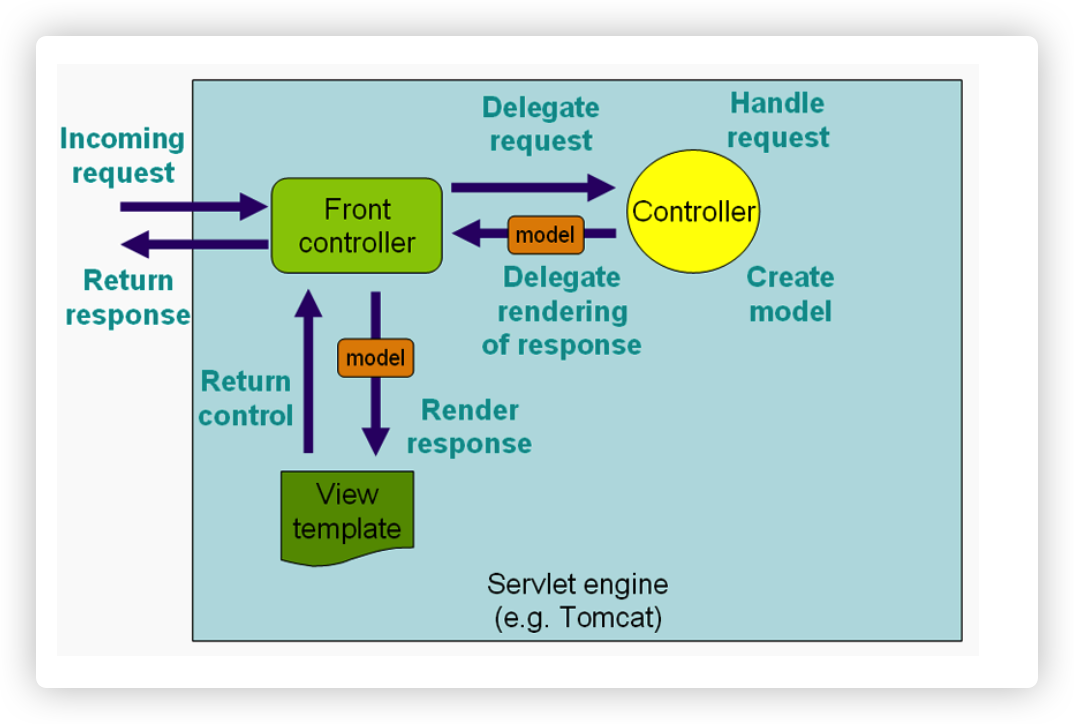 Incoming
request
Return
response
Front
controller
Delegate
request
model
Delegate
rendering
of response
Handle
request
Controller
Create
model
model
Return
control
Render
response
View
template
Servlet engine
(e.g. Tomcat)